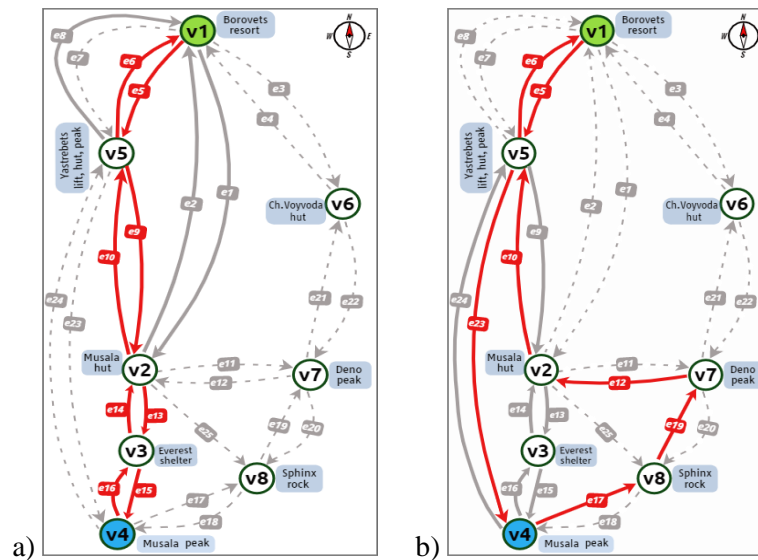 N
W E
S
v1
Borovets
resort
e8
e7
e6
e5
e3
e4
v5
Yastrebets
lift, hut, peak
v6
Ch.Voyvoda
hut
e2
e1
e9
e10
e24
e23
e21
e22
Musala
hut
v2
e11
e12
v7
Deno
peak
e14
e13
e25
e19
e20
v3
Everest
shelter
v8
Sphinx
rock
e16
e15
e17
e18
v4
Musala peak
a)
N
W E
S
v1
Borovets
resort
e8
e7
e6
e5
e3
e4
v5
Yastrebets
lift, hut, peak
v6
Ch.Voyvoda
hut
e2
e1
e9
e10
e24
e23
e21
e22
Musala
hut
v2
e11
e12
v7
Deno
peak
e14
e13
e25
e19
e20
v3
Everest
shelter
v8
Sphinx
rock
e16
e15
e17
e18
v4
Musala peak
b)